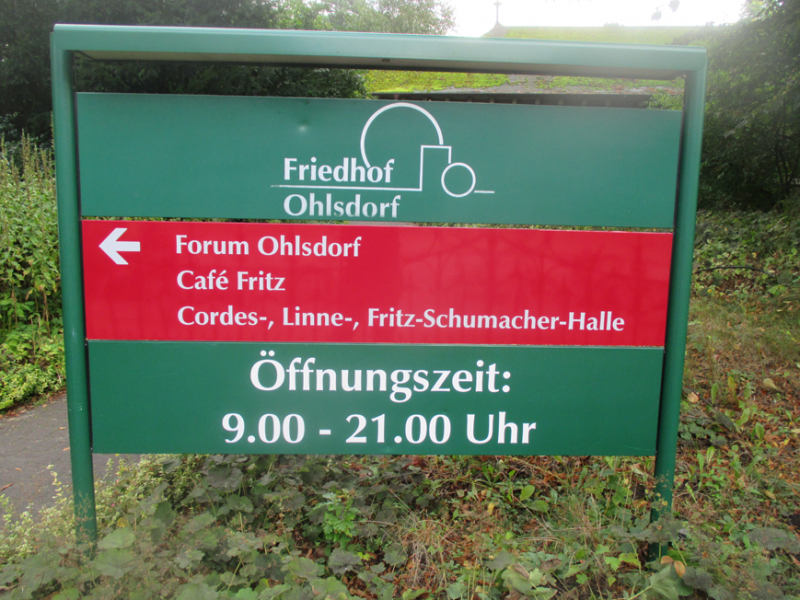 Friedhof
Ohlsdorf
Forum Ohlsdorf
Café Fritz
Cordes-, Linne-, Fritz-Schumacher-Halle
Öffnungszeit:
9.00 - 21.00 Uhr